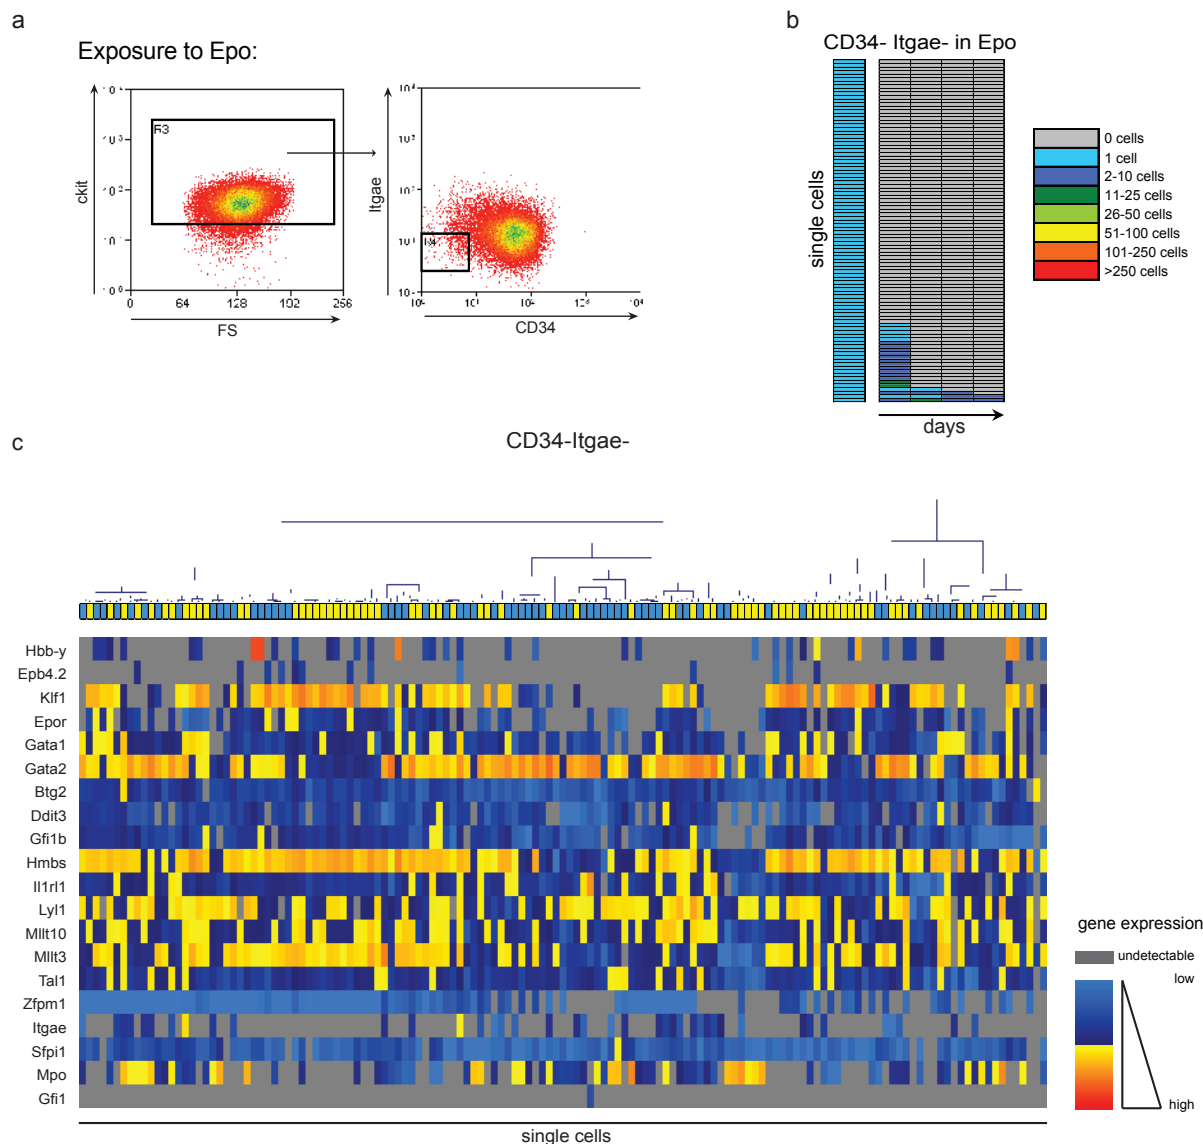 a
Exposure to Epo:
ckit
R3
0
64
128
192
256
FS
Itgae
CD34
b
CD34- Itgae- in Epo
single cells
days
0 cells
1 cell
2-10 cells
11-25 cells
26-50 cells
51-100 cells
101-250 cells
>250 cells
c
CD34-Itgae-
Hbb-y
Epb4.2
Klf1
Epor
Gata1
Gata2
Btg2
Ddit3
Gfi1b
Hmbs
Il1rl1
Lyl1
Mllt10
Mllt3
Tal1
Zfpm1
Itgae
Sfpi1
Mpo
Gfi1
single cells
gene expression
undetectable
low
high